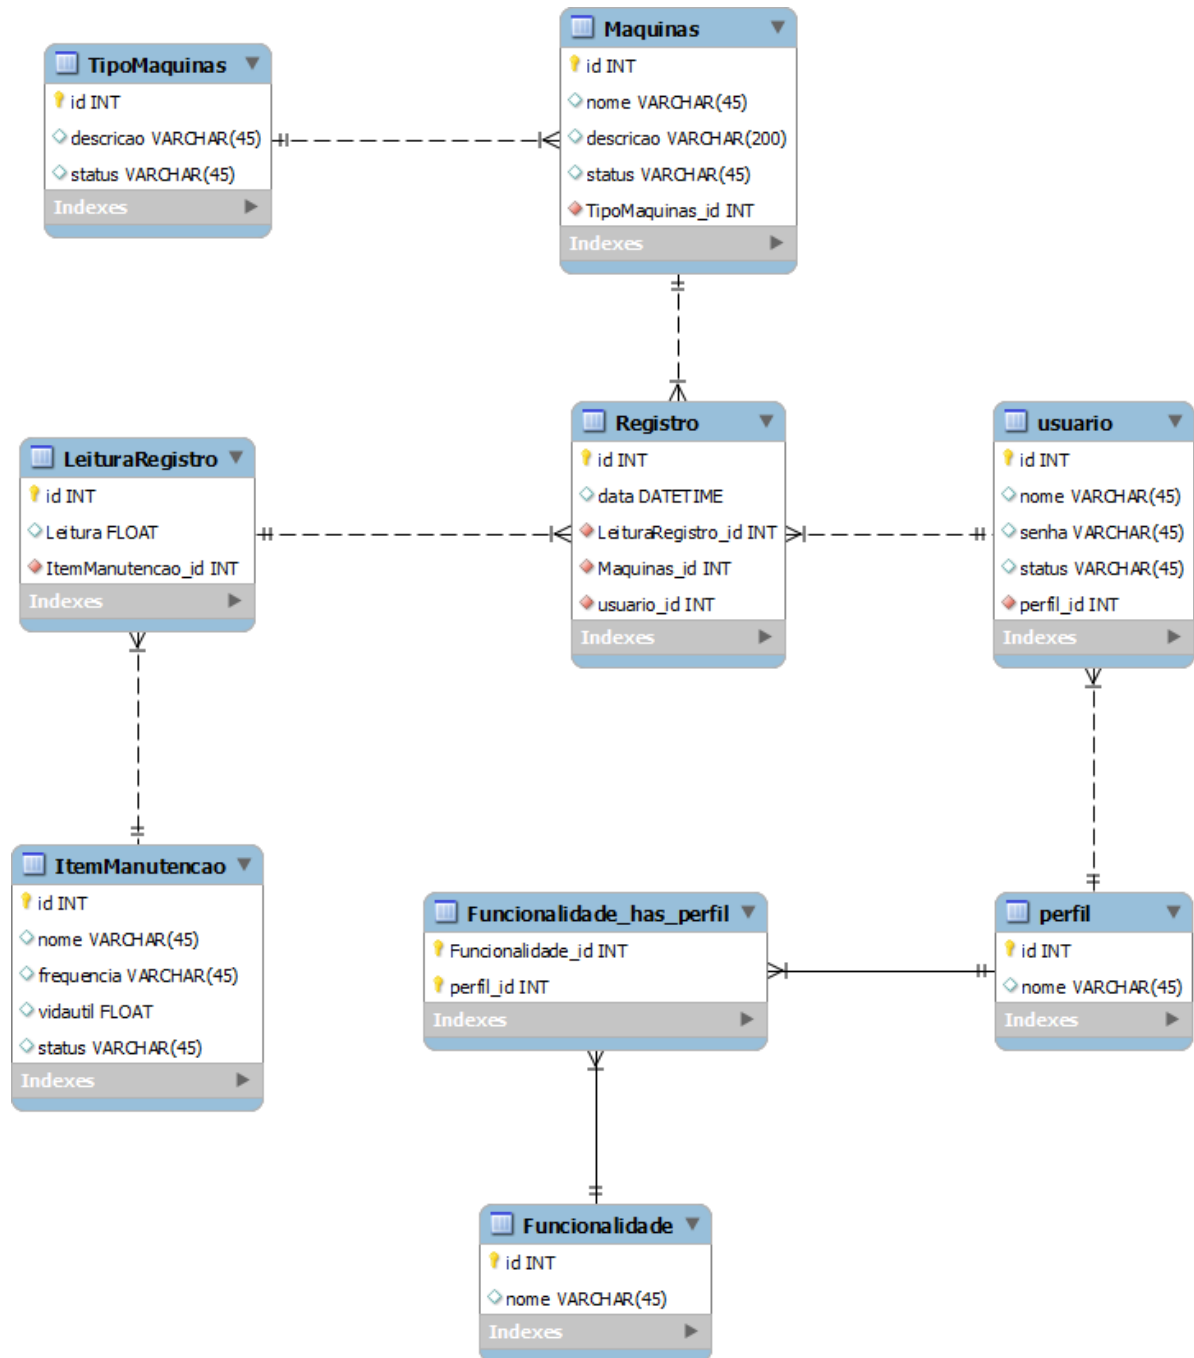 TipoMaquinas
id INT
descricao VARCHAR(45)
status VARCHAR(45)
Indexes
Maquinas
id INT
nome VARCHAR(45)
descricao VARCHAR(200)
status VARCHAR(45)
TipoMaquinas_id INT
Indexes
LeituraRegistro
id INT
Leitura FLOAT
ItemManutencao_id INT
Indexes
Registro
id INT
data DATETIME
LeituraRegistro_id INT
Maquinas_id INT
usuario_id INT
Indexes
usuario
id INT
nome VARCHAR(45)
senha VARCHAR(45)
status VARCHAR(45)
perfil_id INT
Indexes
ItemManutencao
id INT
nome VARCHAR(45)
frequencia VARCHAR(45)
vidautil FLOAT
status VARCHAR(45)
Indexes
Funcionalidade_has_perfil
Funcionalidade_id INT
perfil_id INT
Indexes
perfil
id INT
nome VARCHAR(45)
Indexes
Funcionalidade
id INT
nome VARCHAR(45)
Indexes